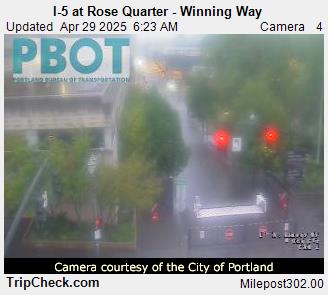 I-5 at Rose Quarter - Winning Way
Updated Apr 29 2025 6:23 AM Camera 4
PBOT
PORTLAND BUREAU OF TRANSPORTATION
Camera courtesy of the City of Portland
TripCheck.com Milepost302.00